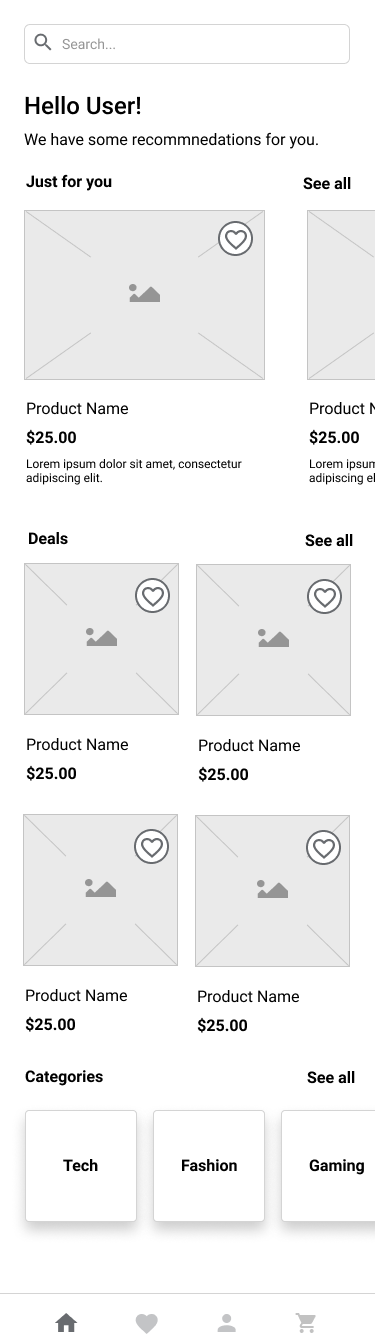 Search...
Hello User!
We have some recommnedations for you.
Just for you
See all
Product Name
$25.00
Lorem ipsum dolor sit amet, consectetur
adipiscing elit.
Product N
$25.00
Lorem ipsum
adipiscing el
Deals
See all
Product Name
$25.00
Product Name
$25.00
Product Name
$25.00
Product Name
$25.00
Categories
See all
Tech
Fashion
Gaming